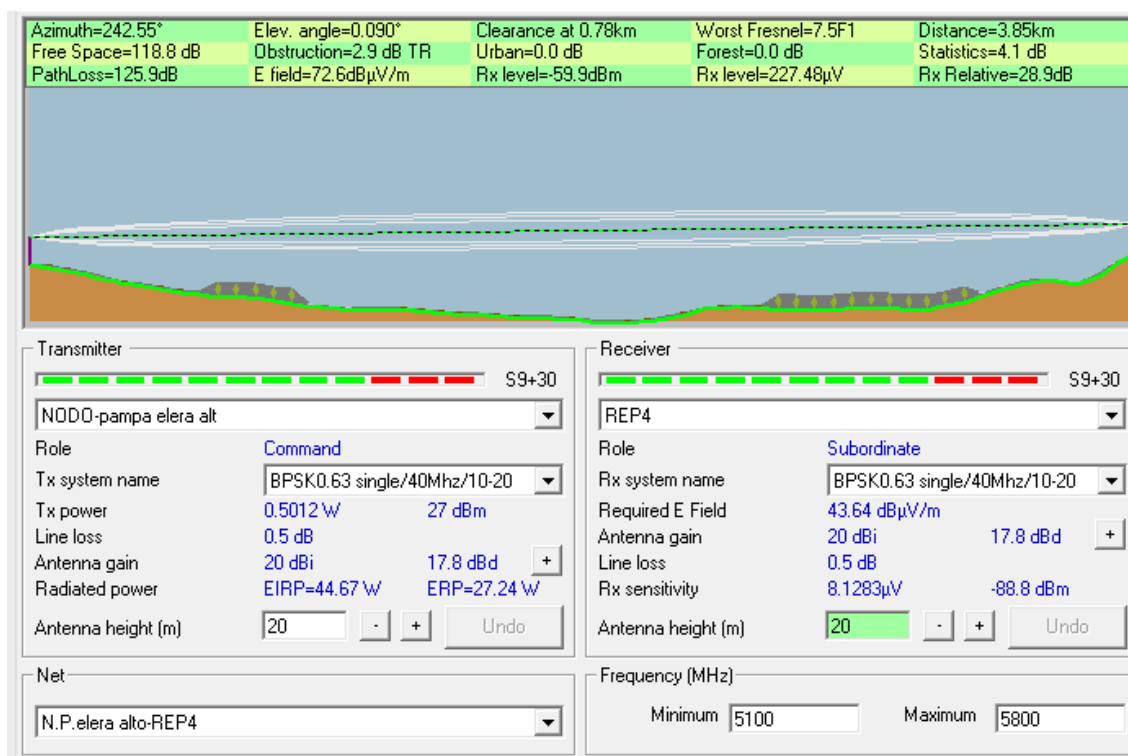 Azimuth=242.55° Elev. angle=0.090° Clearance at 0.78km Worst Fresnel=7.5F1 Distance=3.85km
Free Space=118.8 dB Obstruction=2.9 dB TR Urban=0.0 dB Forest=0.0 dB Statistics=4.1 dB
PathLoss=125.9dB E field=72.6dBµV/m Rx level=-59.9dBm Rx level=227.48µV Rx Relative=28.9dB
Transmitter
S9+30
NODO-pampa elera alt
Role Command
Tx system name BPSK0.63 single/40Mhz/10-20
Tx power 0.5012 W 27 dBm
Line loss 0.5 dB
Antenna gain 20 dBi 17.8 dBd +
Radiated power EIRP=44.67 W ERP=27.24 W
Antenna height (m) 20 - + Undo
Receiver
S9+30
REP4
Role Subordinate
Rx system name BPSK0.63 single/40Mhz/10-20
Required E Field 43.64 dBµV/m
Antenna gain 20 dBi 17.8 dBd +
Line loss 0.5 dB
Rx sensitivity 8.1283µV -88.8 dBm
Antenna height (m) 20 - + Undo
Net
N.P.elera alto-REP4
Frequency (MHz)
Minimum 5100 Maximum 5800